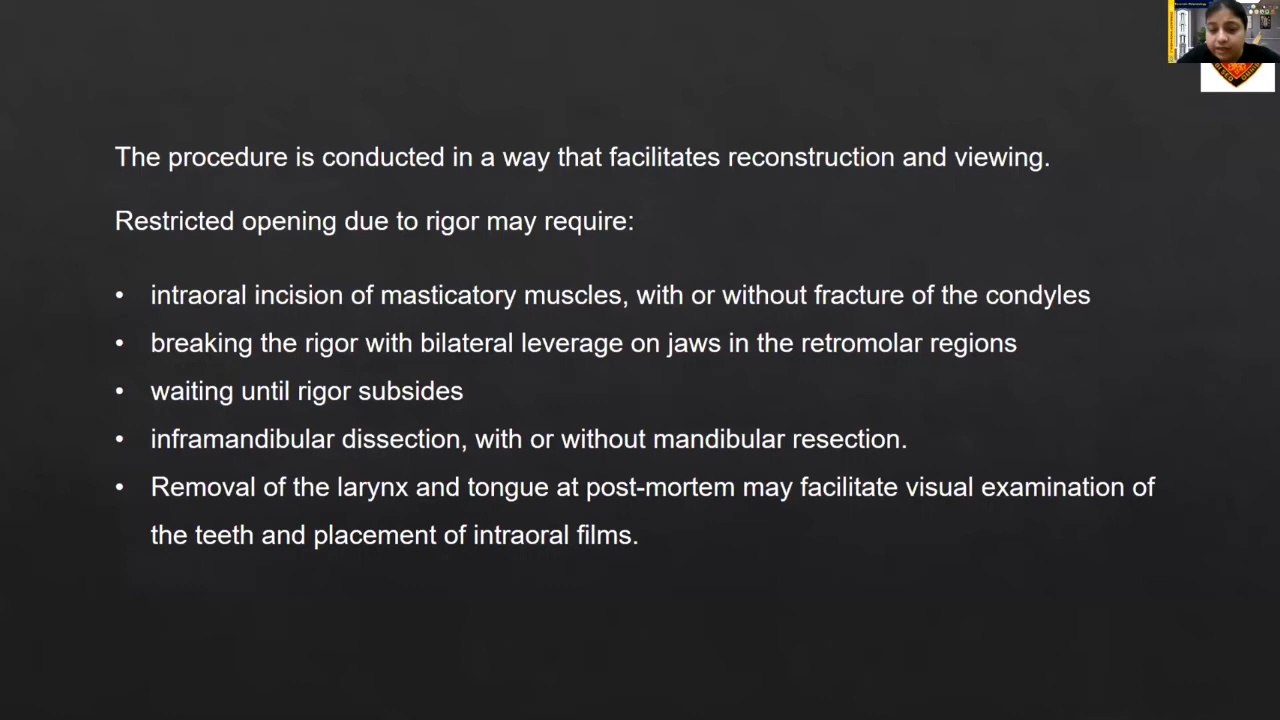 The procedure is conducted in a way that facilitates reconstruction and viewing.
Restricted opening due to rigor may require:
• intraoral incision of masticatory muscles, with or without fracture of the condyles
• breaking the rigor with bilateral leverage on jaws in the retromolar regions
• waiting until rigor subsides
• inframandibular dissection, with or without mandibular resection.
• Removal of the larynx and tongue at post-mortem may facilitate visual examination of
the teeth and placement of intraoral films.